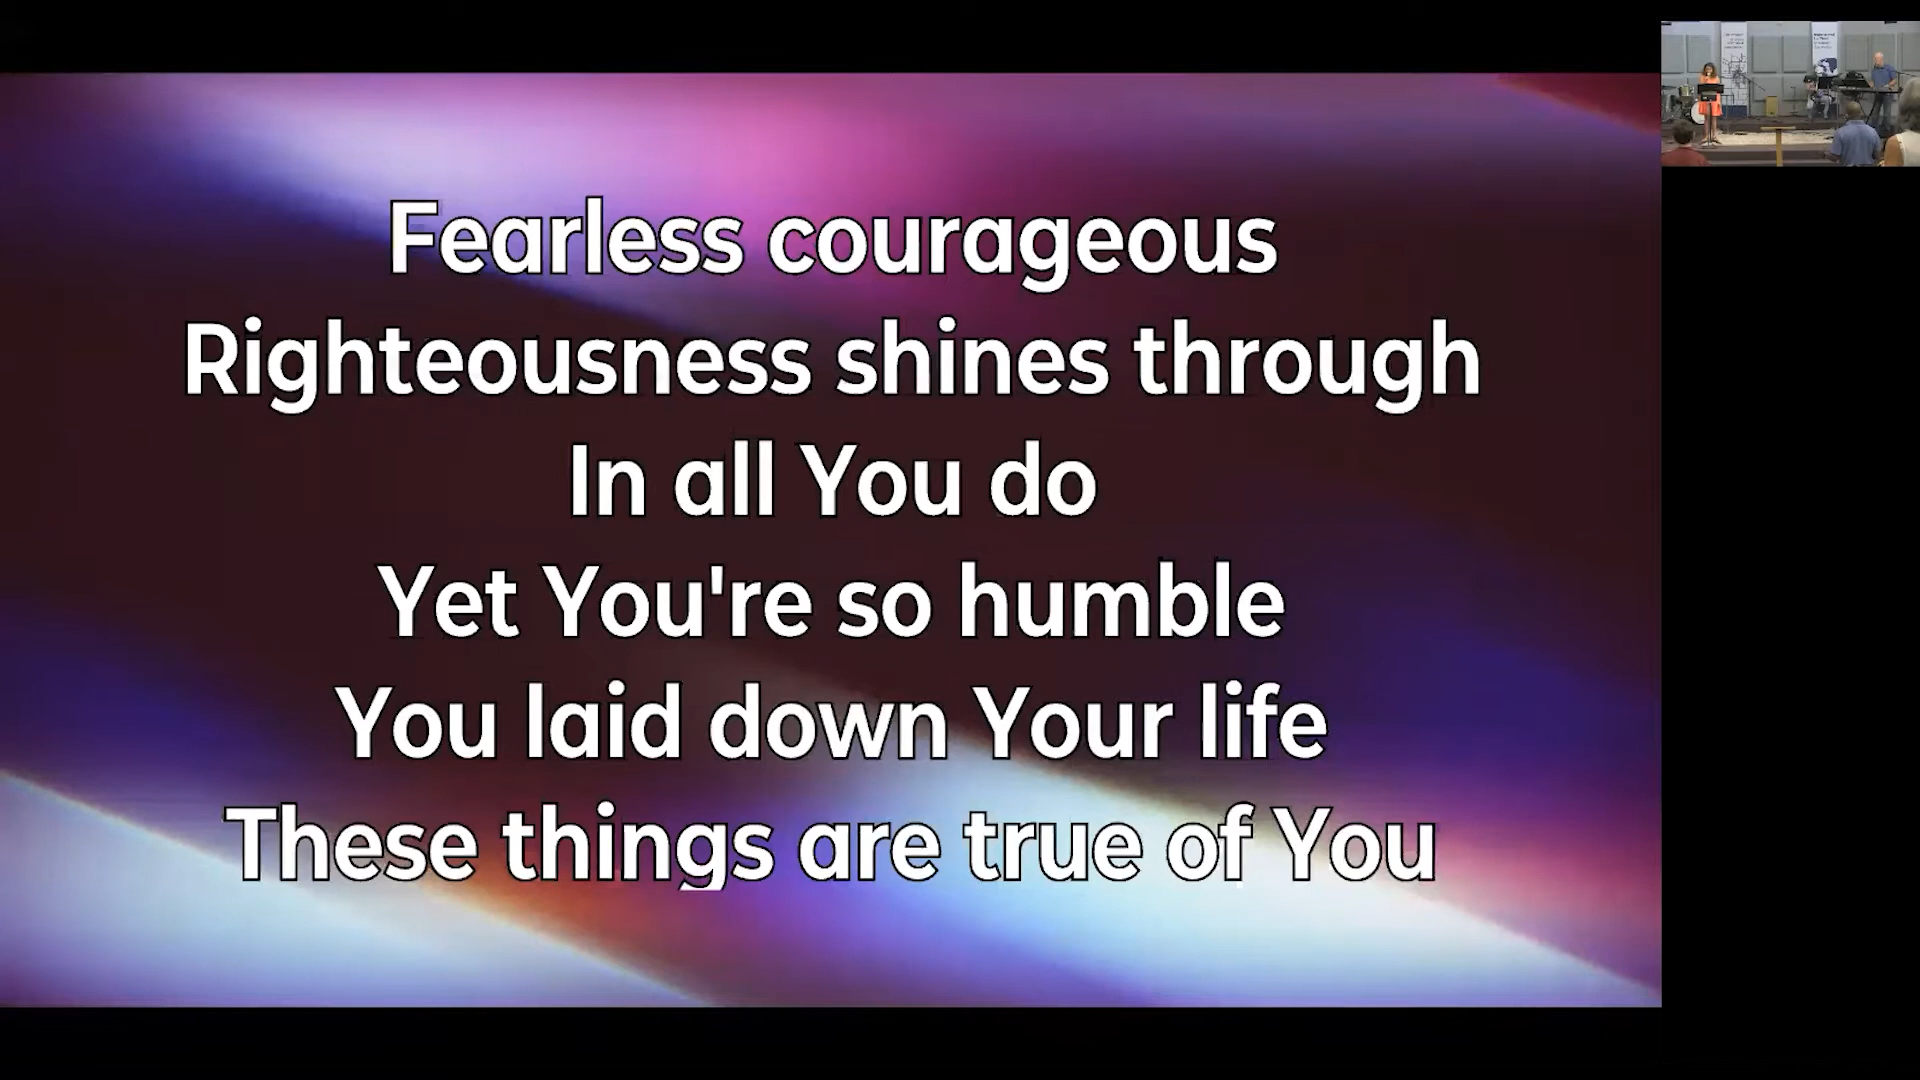 Fearless courageous
Righteousness shines through
In all You do
Yet You're so humble
You laid down Your life
These things are true of You